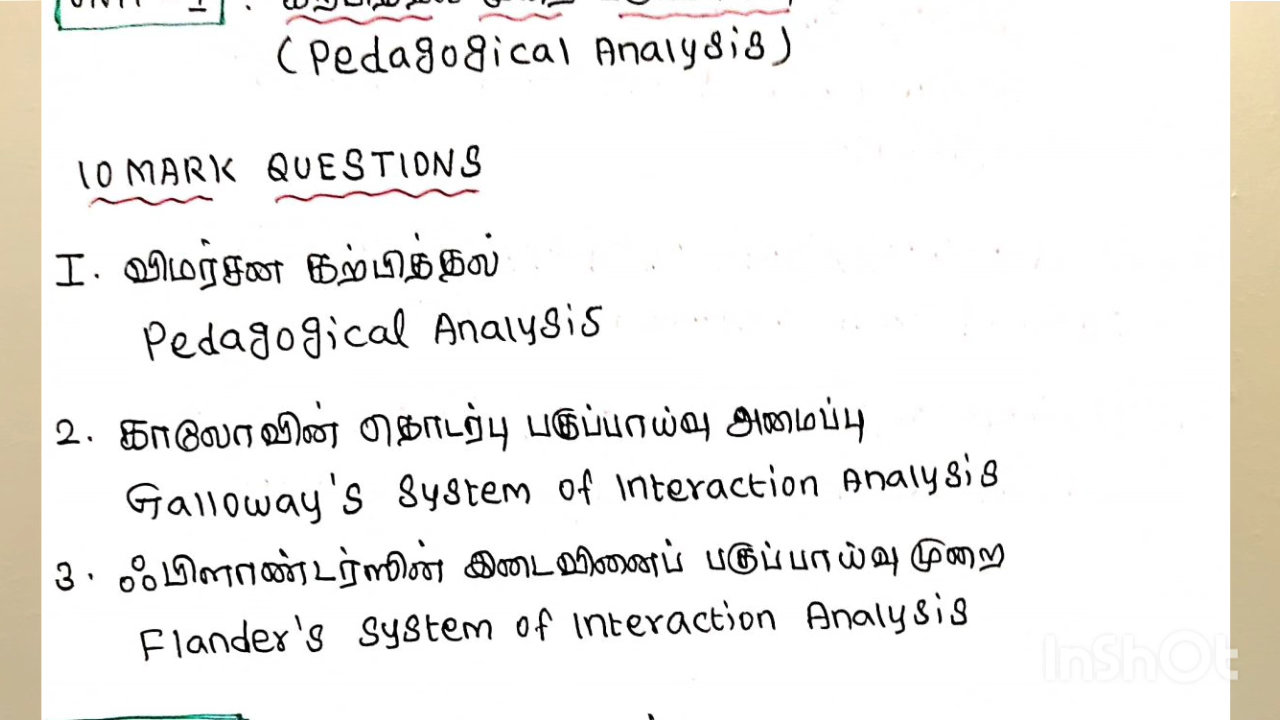 UNIT - I :
(Pedagogical Analysis)
10 MARK QUESTIONS
I. விமர்சன கற்பித்தல்
Pedagogical Analysis
2. காலோவின் தொடர்பு பகுப்பாய்வு அமைப்பு
Galloway's System of Interaction Analysis
3. ஃபிளாண்டர்ஸின் இடைவினைப் பகுப்பாய்வு முறை
Flander's System of Interaction Analysis
InShOt